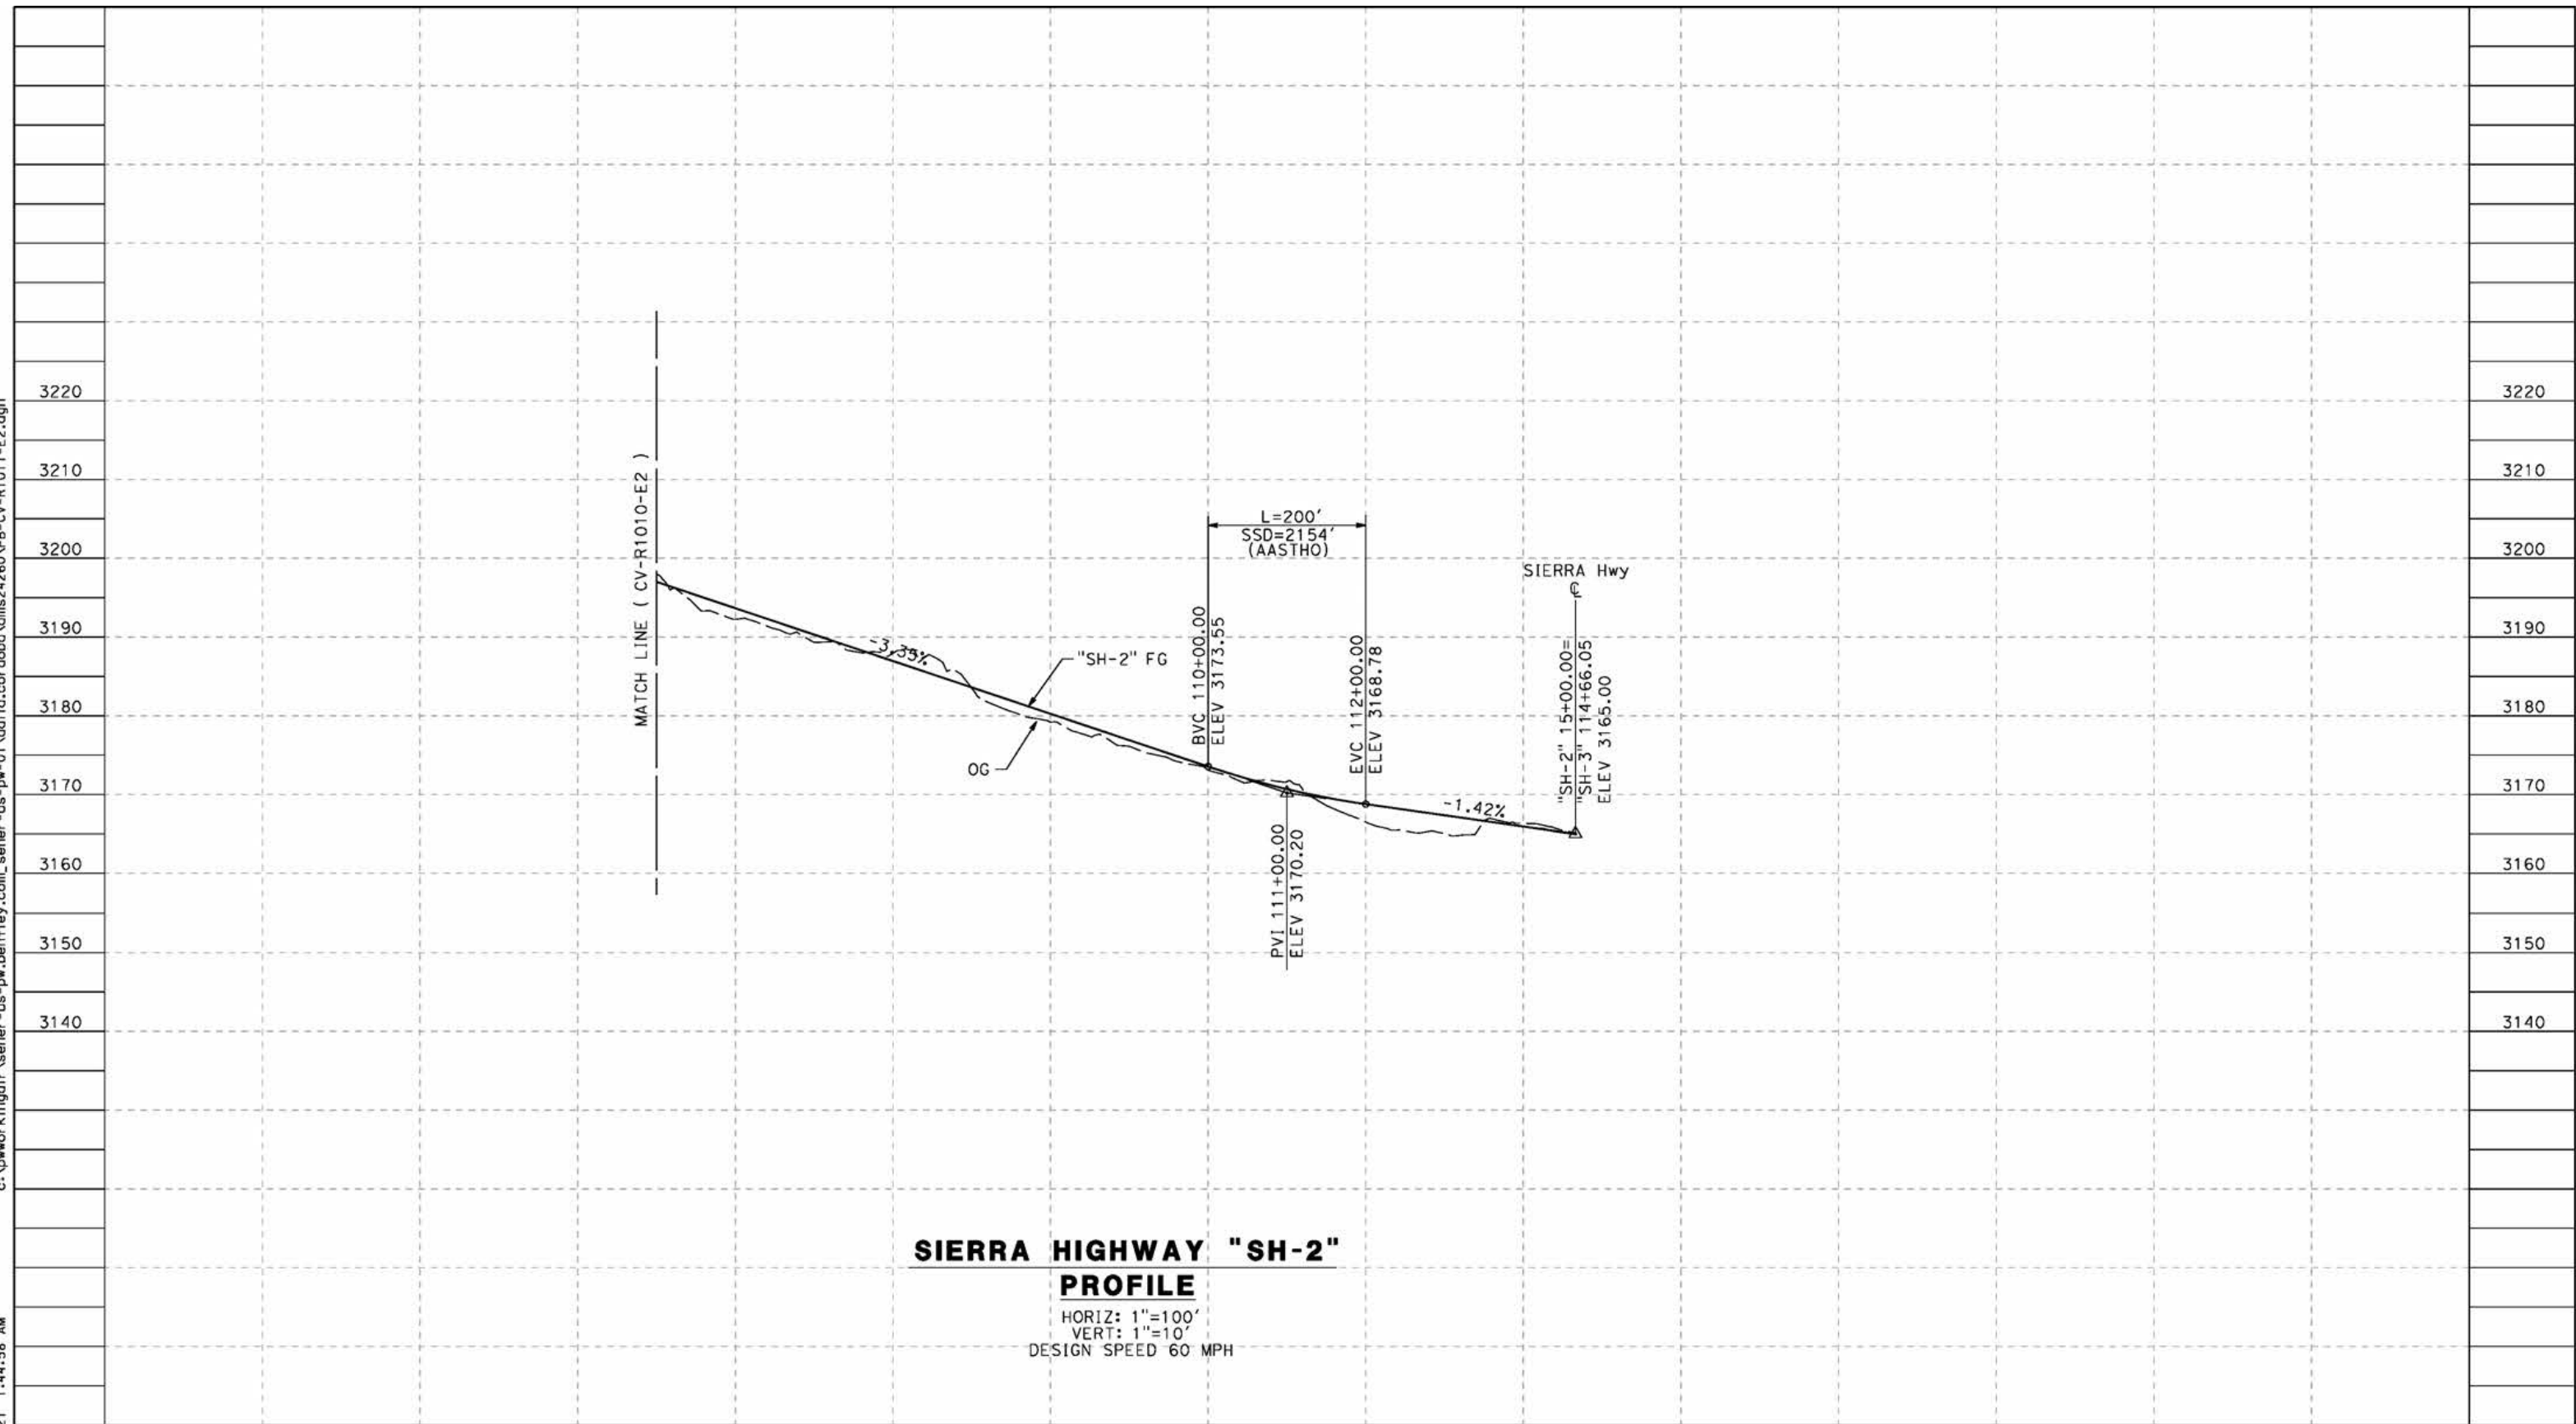 3220
3210
3200
3190
3180
3170
3160
3150
3140
MATCH LINE ( CV-R1010-E2 )
-3.35%
"SH-2" FG
OG
L=200'
SSD=2154'
(AASTHO)
BVC 110+00.00
ELEV 3173.55
PVI 111+00.00
ELEV 3170.20
EVC 112+00.00
ELEV 3168.78
-1.42%
SIERRA Hwy
℄
"SH-2" 15+00.00=
"SH-3" 114+66.05
ELEV 3165.00
3220
3210
3200
3190
3180
3170
3160
3150
3140
SIERRA HIGHWAY "SH-2"
PROFILE
HORIZ: 1"=100'
VERT: 1"=10'
DESIGN SPEED 60 MPH